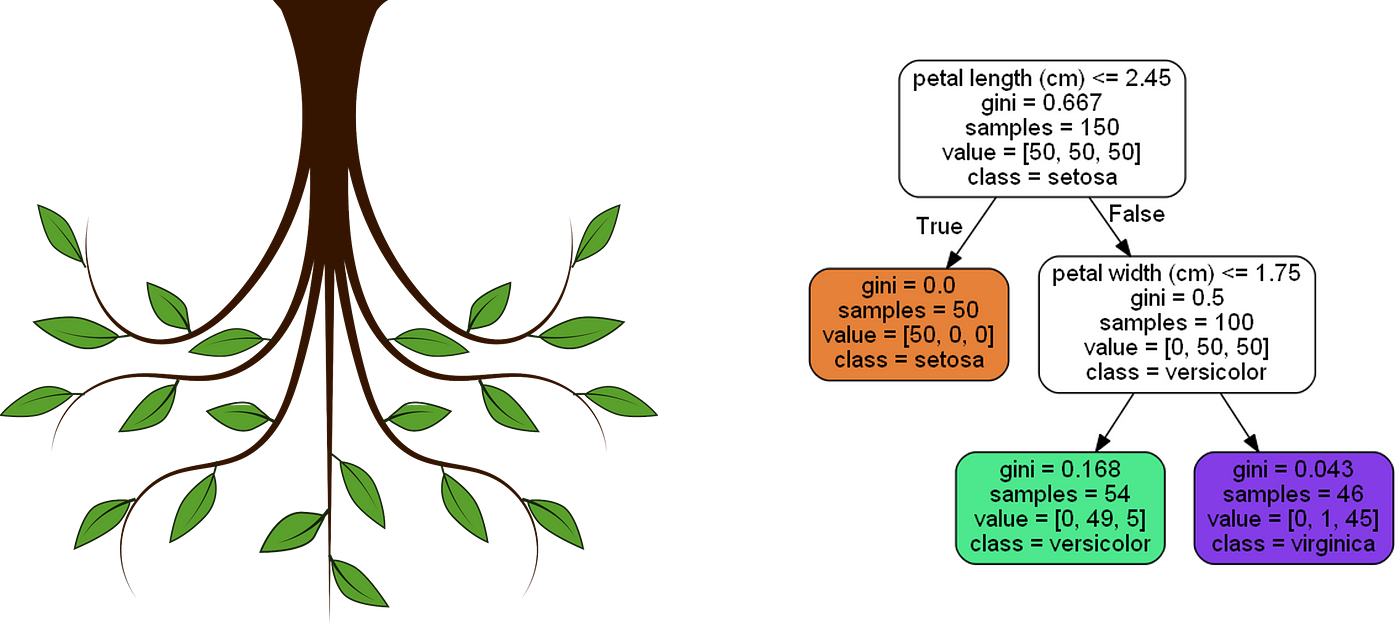 petal length (cm) <= 2.45
gini = 0.667
samples = 150
value = [50, 50, 50]
class = setosa
True
False
gini = 0.0
samples = 50
value = [50, 0, 0]
class = setosa
petal width (cm) <= 1.75
gini = 0.5
samples = 100
value = [0, 50, 50]
class = versicolor
gini = 0.168
samples = 54
value = [0, 49, 5]
class = versicolor
gini = 0.043
samples = 46
value = [0, 1, 45]
class = virginica